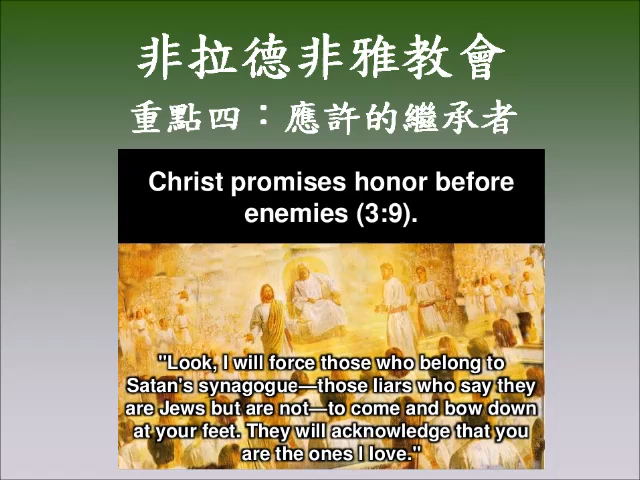 非拉德非雅教會
重點四：應許的繼承者
Christ promises honor before
enemies (3:9).
"Look, I will force those who belong to
Satan's synagogue—those liars who say they
are Jews but are not—to come and bow down
at your feet. They will acknowledge that you
are the ones I love."